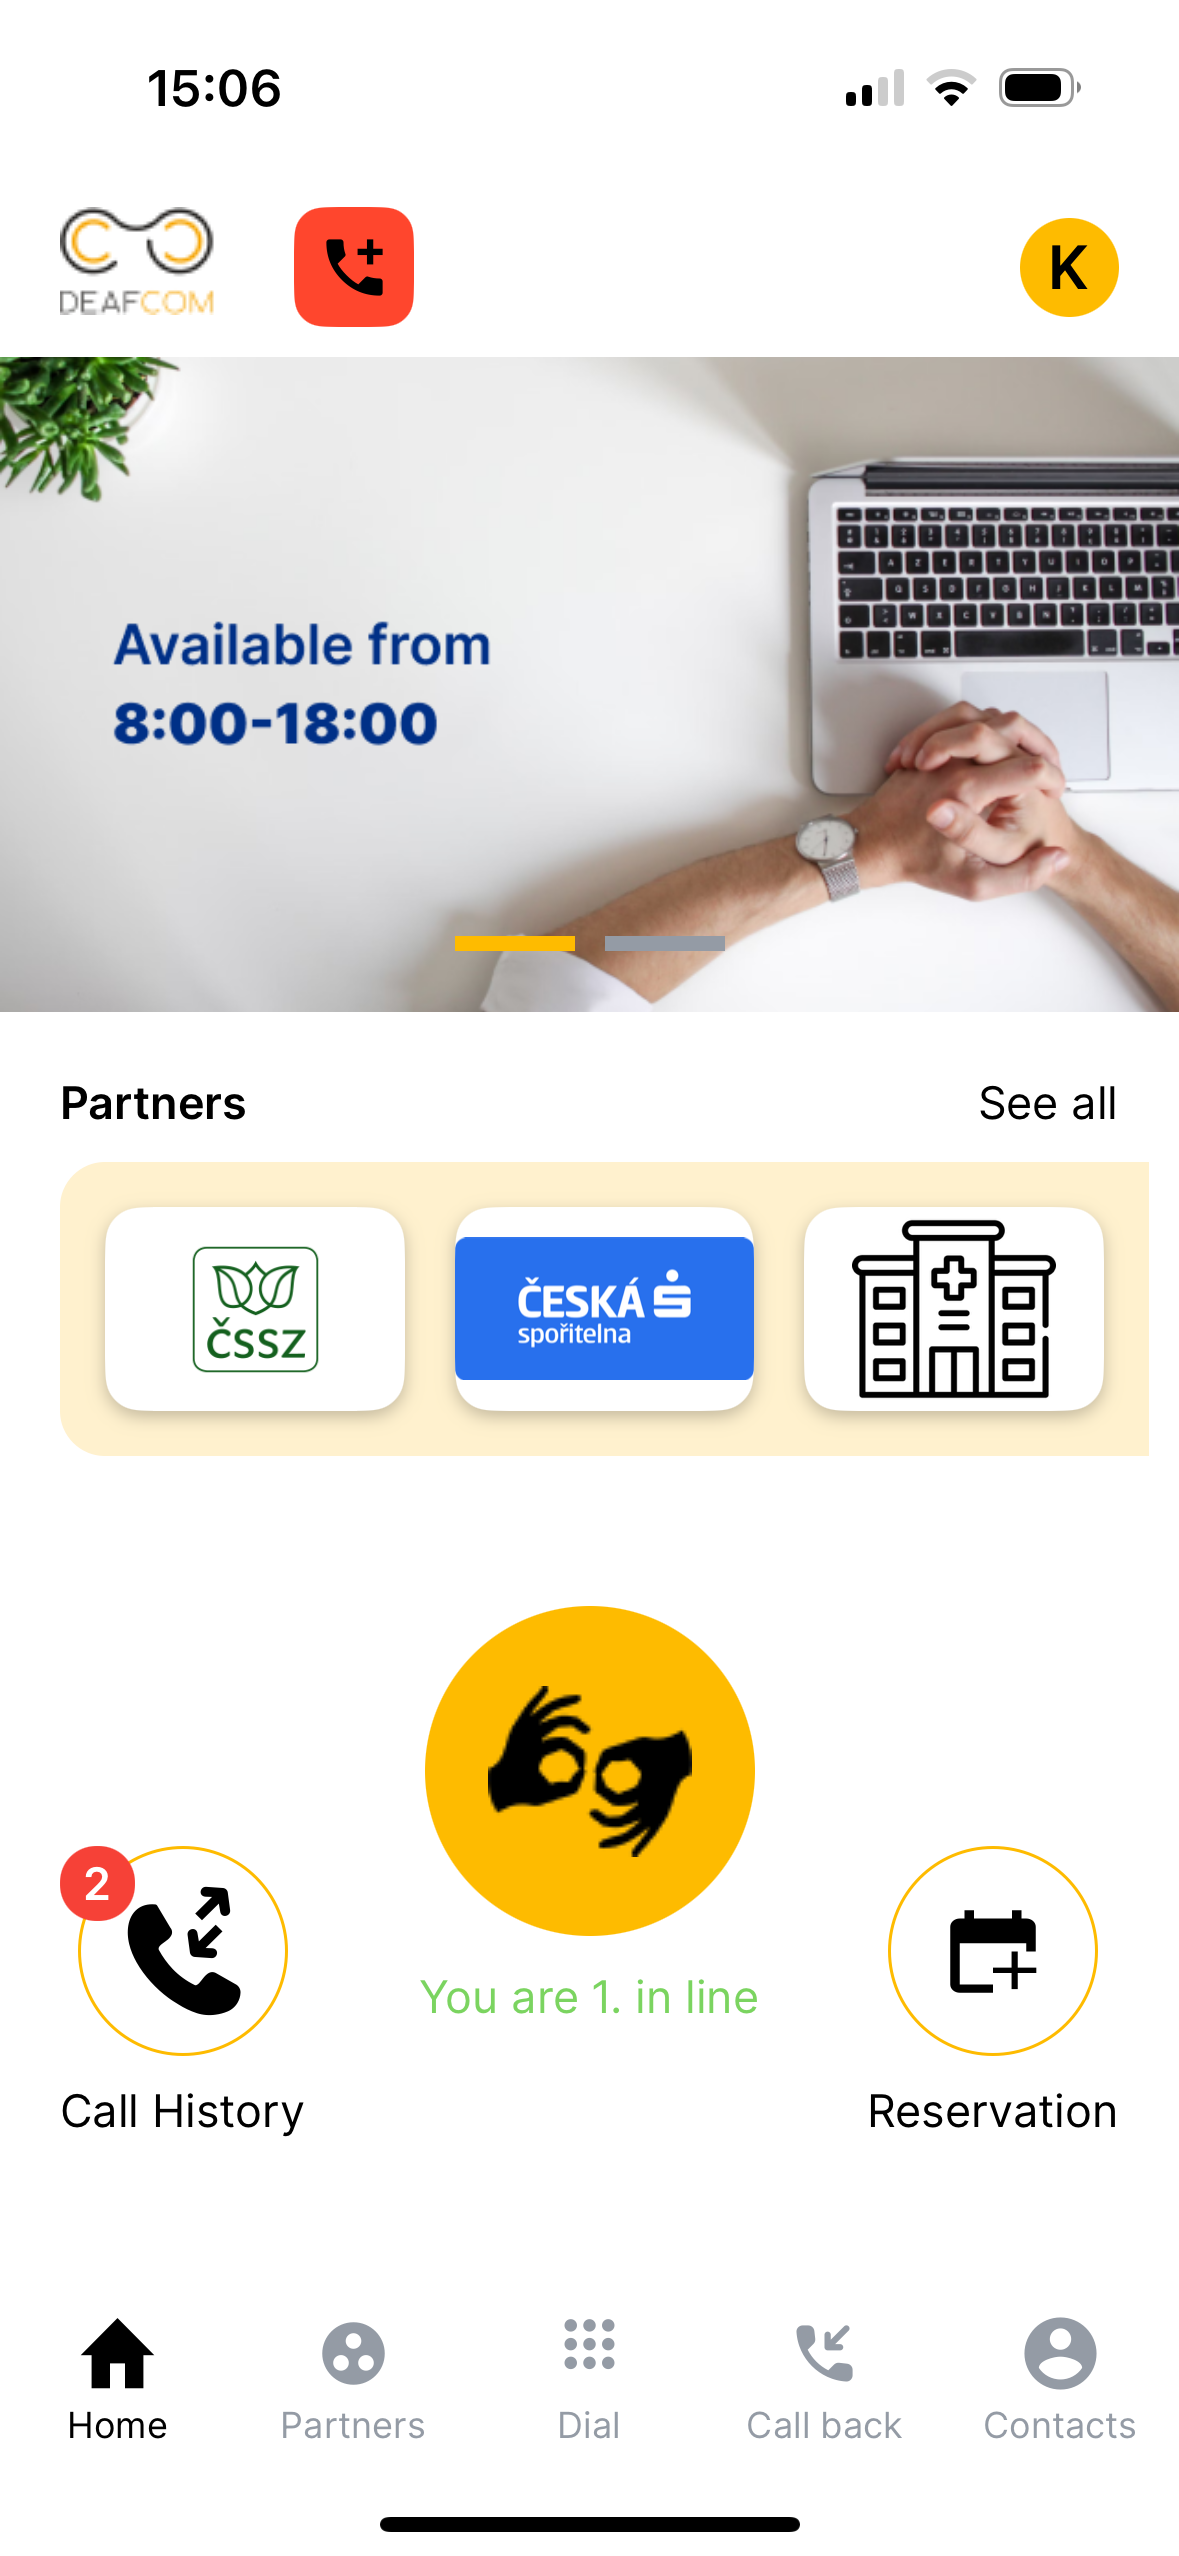 15:06
DEAFCOM
K
Available from
8:00-18:00
Partners
See all
ČSSZ
ČESKÁ
spořitelna
2
You are 1. in line
Call History
Reservation
Home
Partners
Dial
Call back
Contacts